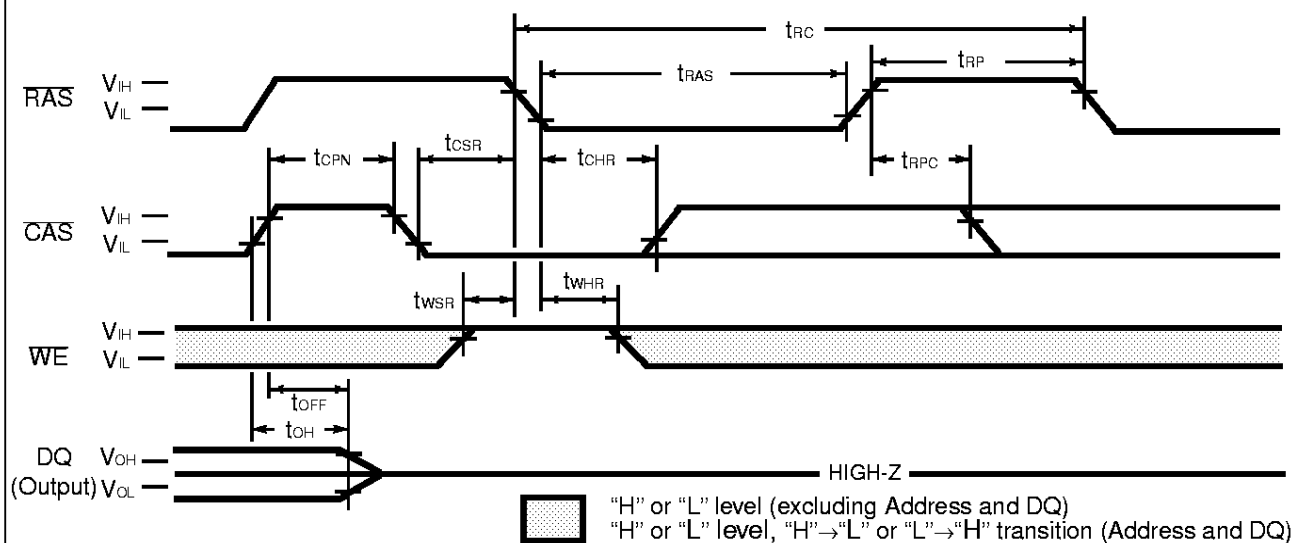 tRC
tRAS
tRP
RAS
VIH
VIL
tCPN
tCSR
tCHR
tRPC
CAS
VIH
VIL
tWSR
tWHR
WE
VIH
VIL
tOFF
tOH
DQ
(Output)
VOH
VOL
HIGH-Z
“H” or “L” level (excluding Address and DQ)
“H” or “L” level, “H”→“L” or “L”→“H” transition (Address and DQ)